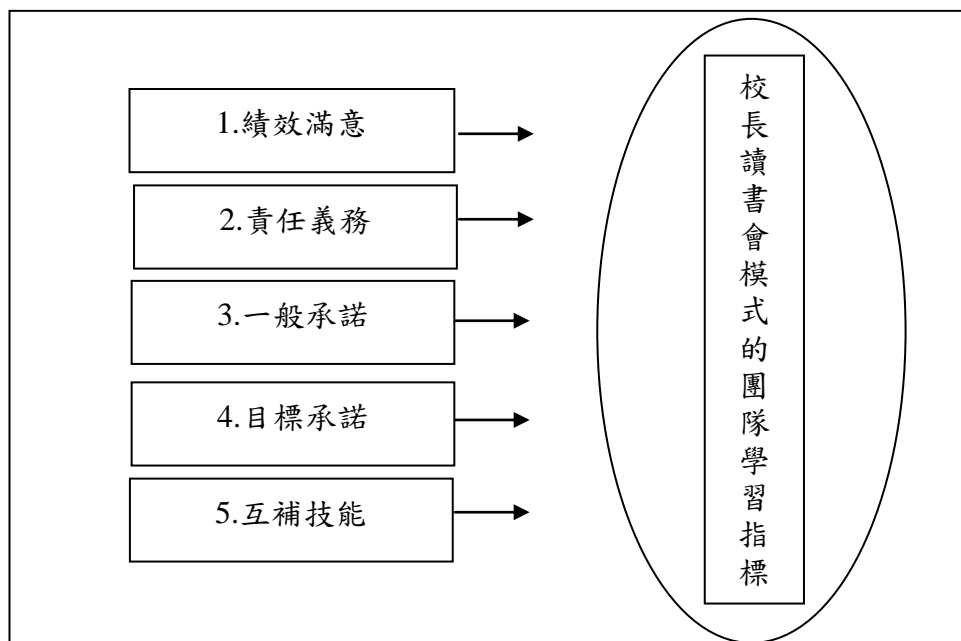 1.績效滿意
2.責任義務
3.一般承諾
4.目標承諾
5.互補技能
校長讀書會模式的團隊學習指標